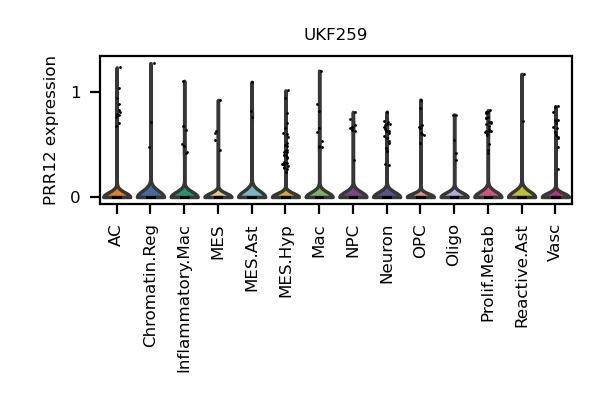 UKF259
PRR12 expression
1
0
AC
Chromatin.Reg
Inflammatory.Mac
MES
MES.Ast
MES.Hyp
Mac
NPC
Neuron
OPC
Oligo
Prolif.Metab
Reactive.Ast
Vasc